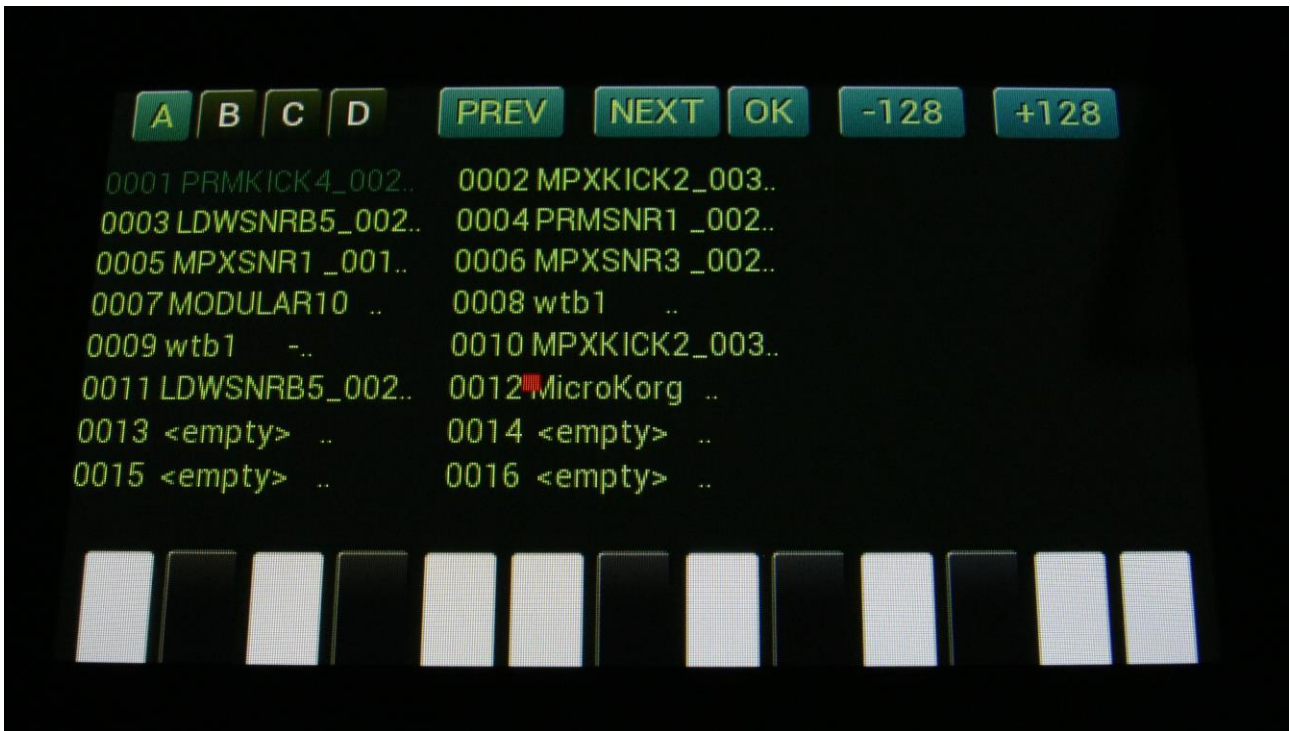 A B C D PREV NEXT OK -128 +128
0001 PRMKICK4_002.. 0002 MPXKICK2_003..
0003 LDWSNRB5_002.. 0004 PRMSNR1 _002..
0005 MPXSNR1 _001.. 0006 MPXSNR3 _002..
0007 MODULAR10 .. 0008 wtb1 ..
0009 wtb1 -.. 0010 MPXKICK2_003..
0011 LDWSNRB5_002.. 0012 MicroKorg ..
0013 <empty> .. 0014 <empty> ..
0015 <empty> .. 0016 <empty> ..